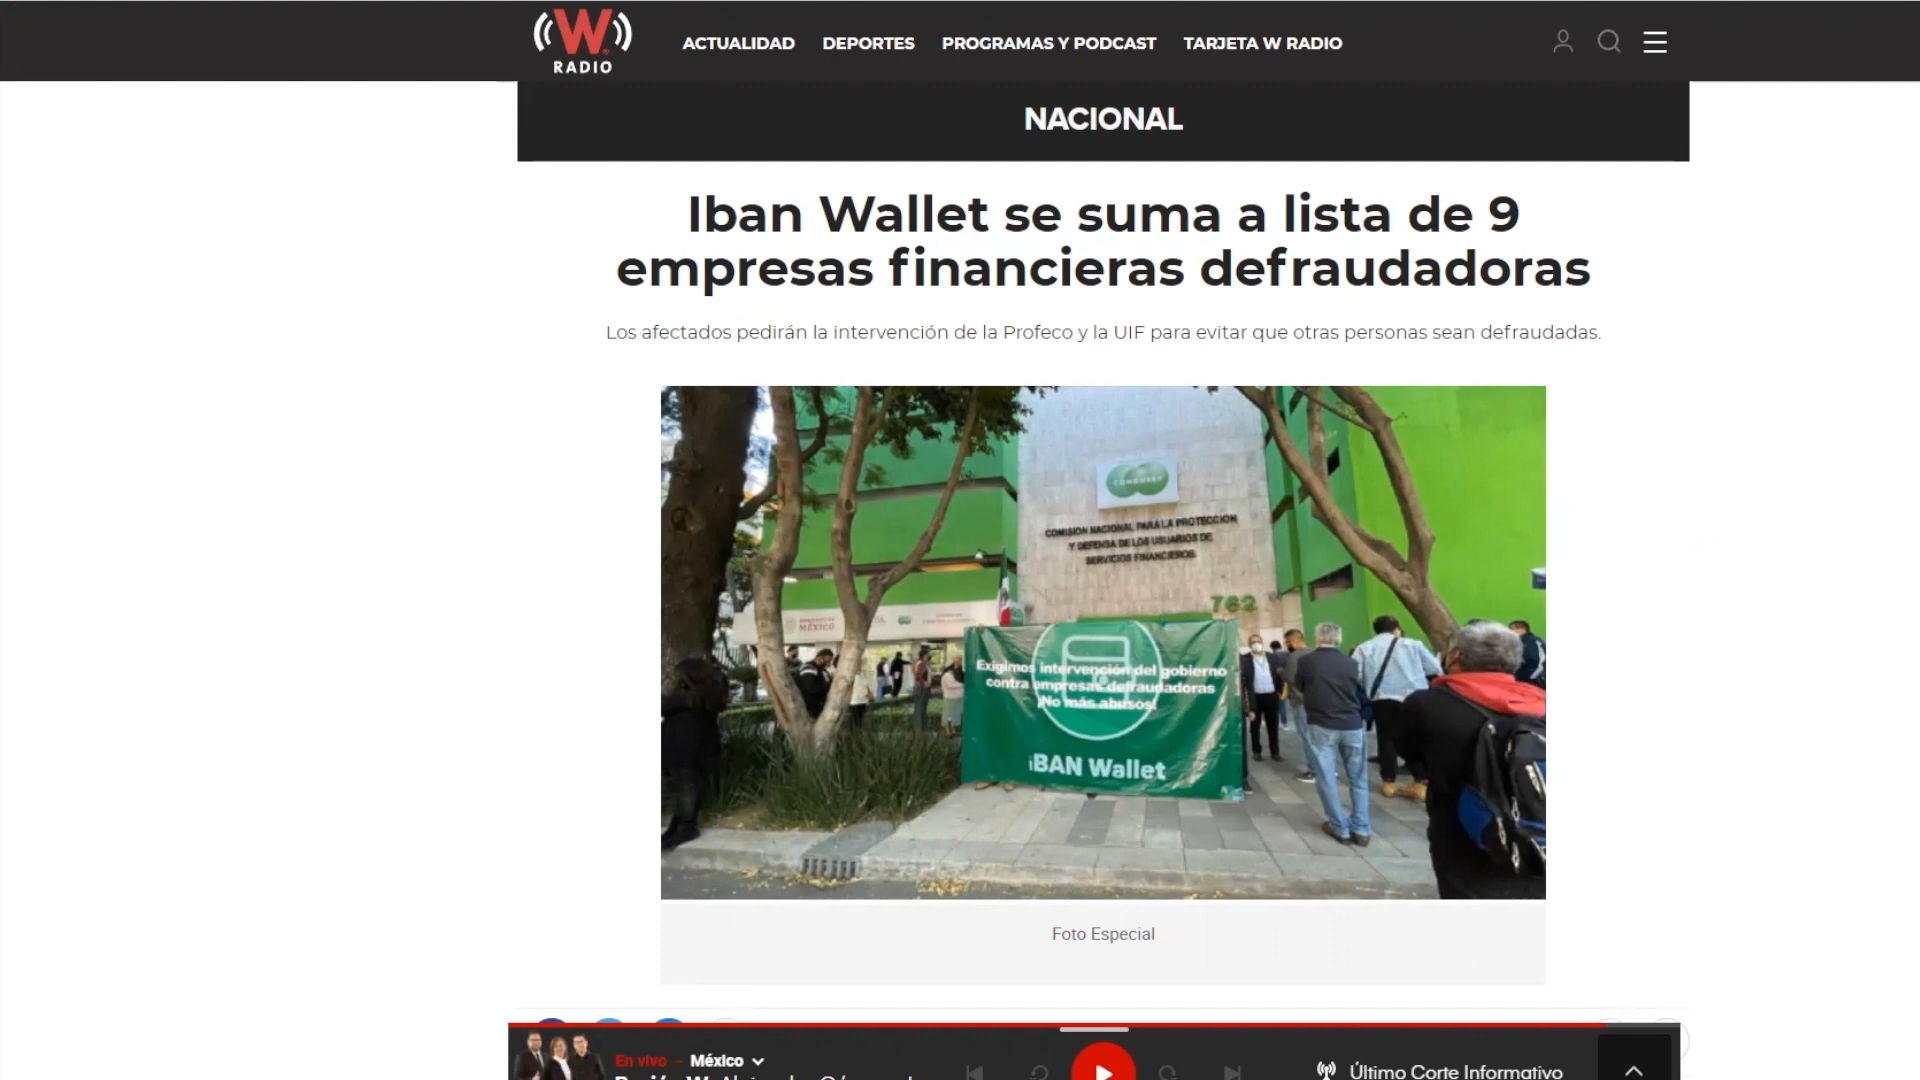 W
RADIO
ACTUALIDAD DEPORTES PROGRAMAS Y PODCAST TARJETA W RADIO
NACIONAL
Iban Wallet se suma a lista de 9
empresas financieras defraudadoras
Los afectados pedirán la intervención de la Profeco y la UIF para evitar que otras personas sean defraudadas.
CONDUSEF
COMISIÓN NACIONAL PARA LA PROTECCIÓN
Y DEFENSA DE LOS USUARIOS DE
SERVICIOS FINANCIEROS
762
MÉXICO
Exigimos intervención del gobierno
contra empresas defraudadoras
¡No más abusos!
iBAN Wallet
Foto Especial
En vivo - México
Último Corte Informativo